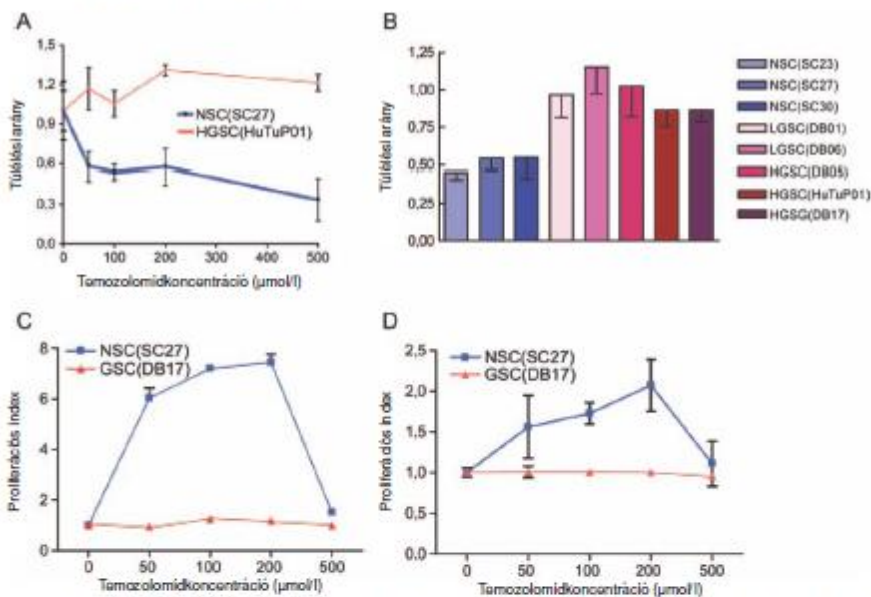 A
Túlélési arány
1,5
1,2
0,9
0,6
0,3
0,0
NSC(SC27)
HGSC(HuTuP01)
0 100 200 300 400 500
Temozolomidkoncentráció (µmol/l)
B
Túlélési arány
1,25
1,00
0,75
0,50
0,25
0,00
NSC(SC23)
NSC(SC27)
NSC(SC30)
LGSC(DB01)
LGSC(DB06)
HGSC(DB05)
HGSC(HuTuP01)
HGSG(DB17)
C
Proliferációs index
8
6
4
2
0
NSC(SC27)
GSC(DB17)
0 50 100 200 500
Temozolomidkoncentráció (µmol/l)
D
Proliferádós index
2,5
2,0
1,5
1,0
0,5
0
NSC(SC27)
GSC(DB17)
0 50 100 200 500
Temozolomidkoncentráció (µmol/l)